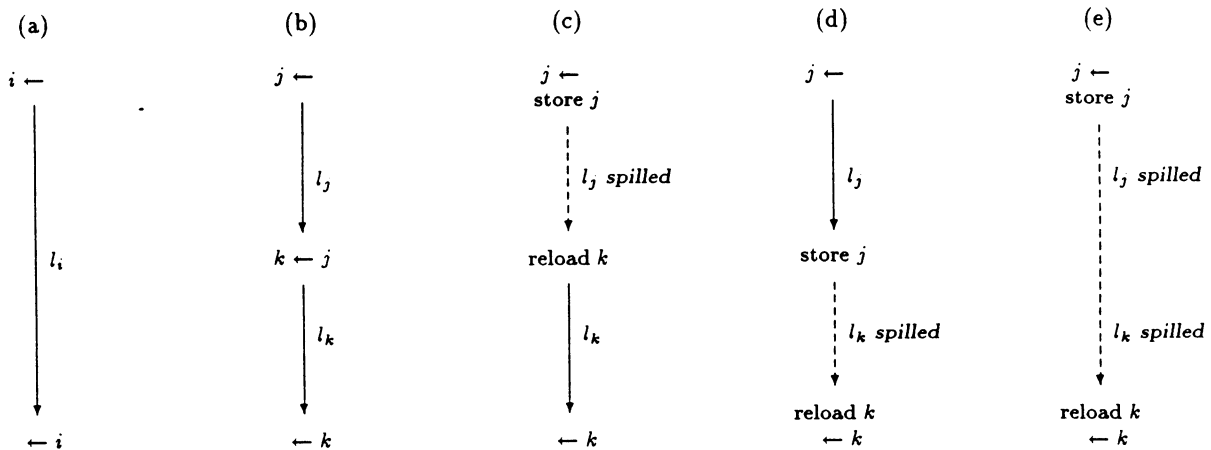 (a) (b) (c) (d) (e)
i ← j ← j ← j ← j ←
store j store j
l_j l_j spilled l_j l_j spilled
l_i k ← j reload k store j
l_k l_k l_k spilled l_k spilled
reload k reload k
← i ← k ← k ← k ← k